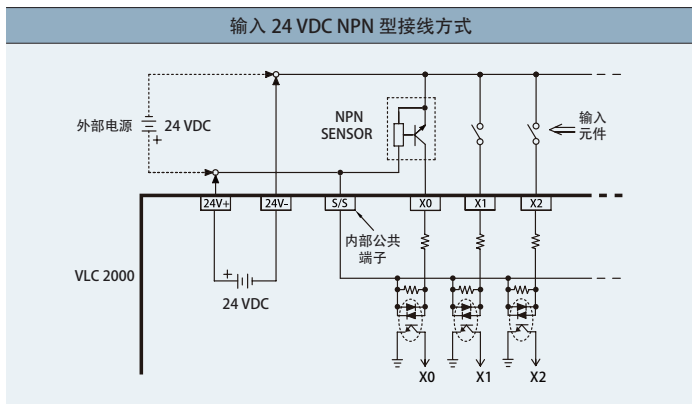 输入 24 VDC NPN 型接线方式
外部电源
24 VDC
+
NPN
SENSOR
输入
元件
24V+
24V-
S/S
X0
X1
X2
内部公共
端子
VLC 2000
+
24 VDC
X0
X1
X2